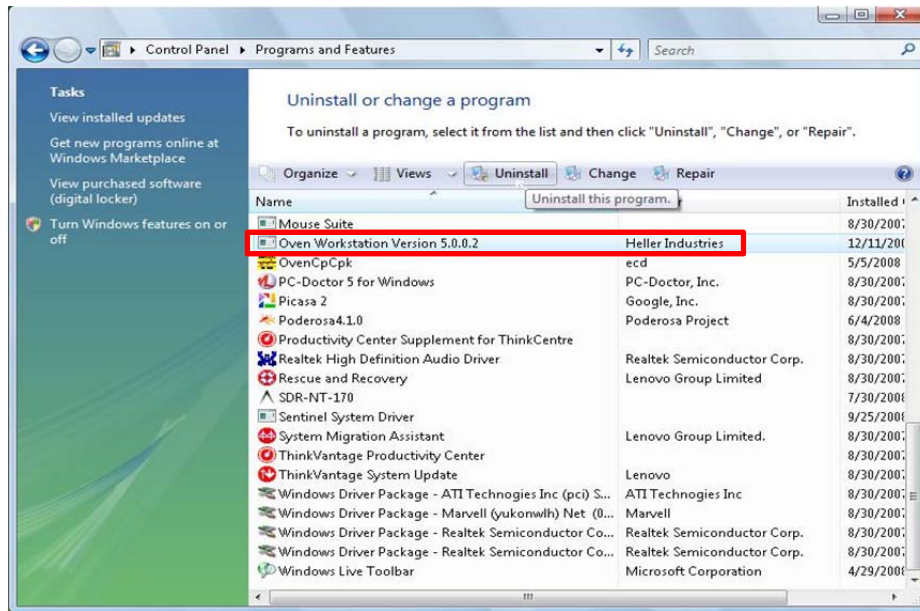 Control Panel ▸ Programs and Features
Search
Tasks
View installed updates
Get new programs online at
Windows Marketplace
View purchased software
(digital locker)
Turn Windows features on or
off
Uninstall or change a program
To uninstall a program, select it from the list and then click "Uninstall", "Change", or "Repair".
Organize Views Uninstall Change Repair
Name Installed
Uninstall this program.
Mouse Suite 8/30/2007
Oven Workstation Version 5.0.0.2 Heller Industries 12/11/200
OvenCpCpk ecd 5/5/2008
PC-Doctor 5 for Windows PC-Doctor, Inc. 8/30/2007
Picasa 2 Google, Inc. 8/30/2007
Poderosa4.1.0 Poderosa Project 6/4/2008
Productivity Center Supplement for ThinkCentre 8/30/2007
Realtek High Definition Audio Driver Realtek Semiconductor Corp. 8/30/2007
Rescue and Recovery Lenovo Group Limited 8/30/2007
SDR-NT-170 7/30/2008
Sentinel System Driver 9/25/2008
System Migration Assistant Lenovo Group Limited. 8/30/2007
ThinkVantage Productivity Center 8/30/2007
ThinkVantage System Update Lenovo 8/30/2007
Windows Driver Package - ATI Technogies Inc (pci) S... ATI Technogies Inc 8/30/2007
Windows Driver Package - Marvell (yukonwlh) Net (0... Marvell 8/30/2007
Windows Driver Package - Realtek Semiconductor Co... Realtek Semiconductor Corp. 8/30/2007
Windows Driver Package - Realtek Semiconductor Co... Realtek Semiconductor Corp. 8/30/2007
Windows Live Toolbar Microsoft Corporation 4/29/2008